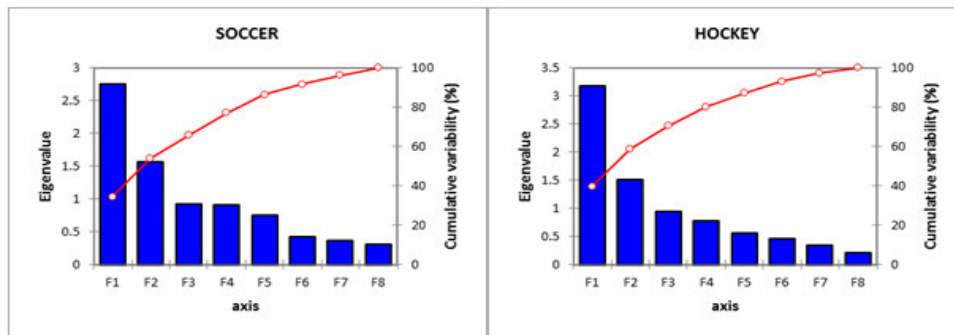 SOCCER
3
2.5
2
1.5
1
0.5
0
Eigenvalue
100
80
60
40
20
0
Cumulative variability (%)
F1 F2 F3 F4 F5 F6 F7 F8
axis
HOCKEY
3.5
3
2.5
2
1.5
1
0.5
0
Eigenvalue
100
80
60
40
20
0
Cumulative variability (%)
F1 F2 F3 F4 F5 F6 F7 F8
axis